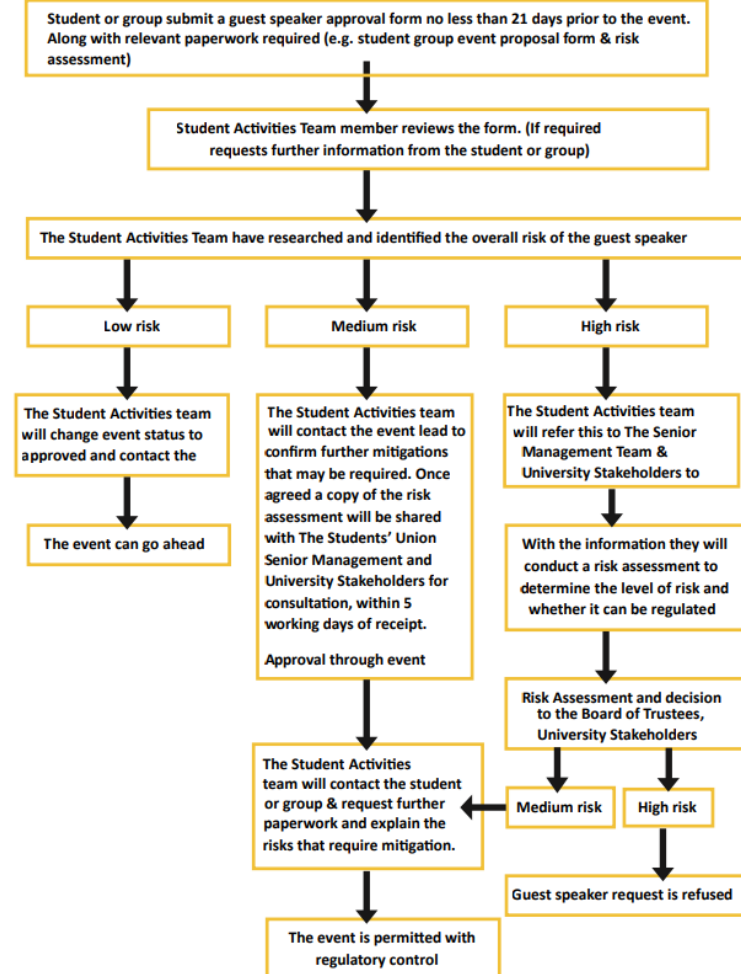 Student or group submit a guest speaker approval form no less than 21 days prior to the event.
Along with relevant paperwork required (e.g. student group event proposal form & risk
assessment)
Student Activities Team member reviews the form. (If required
requests further information from the student or group)
The Student Activities Team have researched and identified the overall risk of the guest speaker
Low risk
Medium risk
High risk
The Student Activities team
will change event status to
approved and contact the
The event can go ahead
The Student Activities team
will contact the event lead to
confirm further mitigations
that may be required. Once
agreed a copy of the risk
assessment will be shared
with The Students’ Union
Senior Management and
University Stakeholders for
consultation, within 5
working days of receipt.
Approval through event
The Student Activities team
will refer this to The Senior
Management Team &
University Stakeholders to
With the information they will
conduct a risk assessment to
determine the level of risk and
whether it can be regulated
Risk Assessment and decision
to the Board of Trustees,
University Stakeholders
Medium risk
High risk
The Student Activities
team will contact the student
or group & request further
paperwork and explain the
risks that require mitigation.
Guest speaker request is refused
The event is permitted with
regulatory control